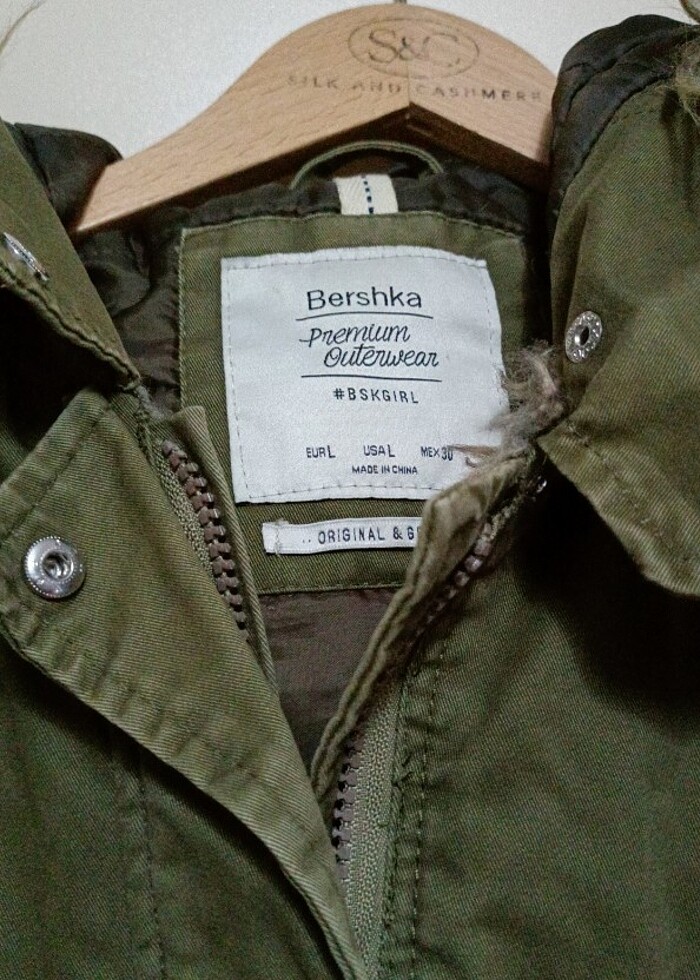 S&C
SILK AND CASHMERE
Bershka
Premium
Outerwear
#BSKGIRL
EUR L USA L MEX 30
MADE IN CHINA
.. ORIGINAL &